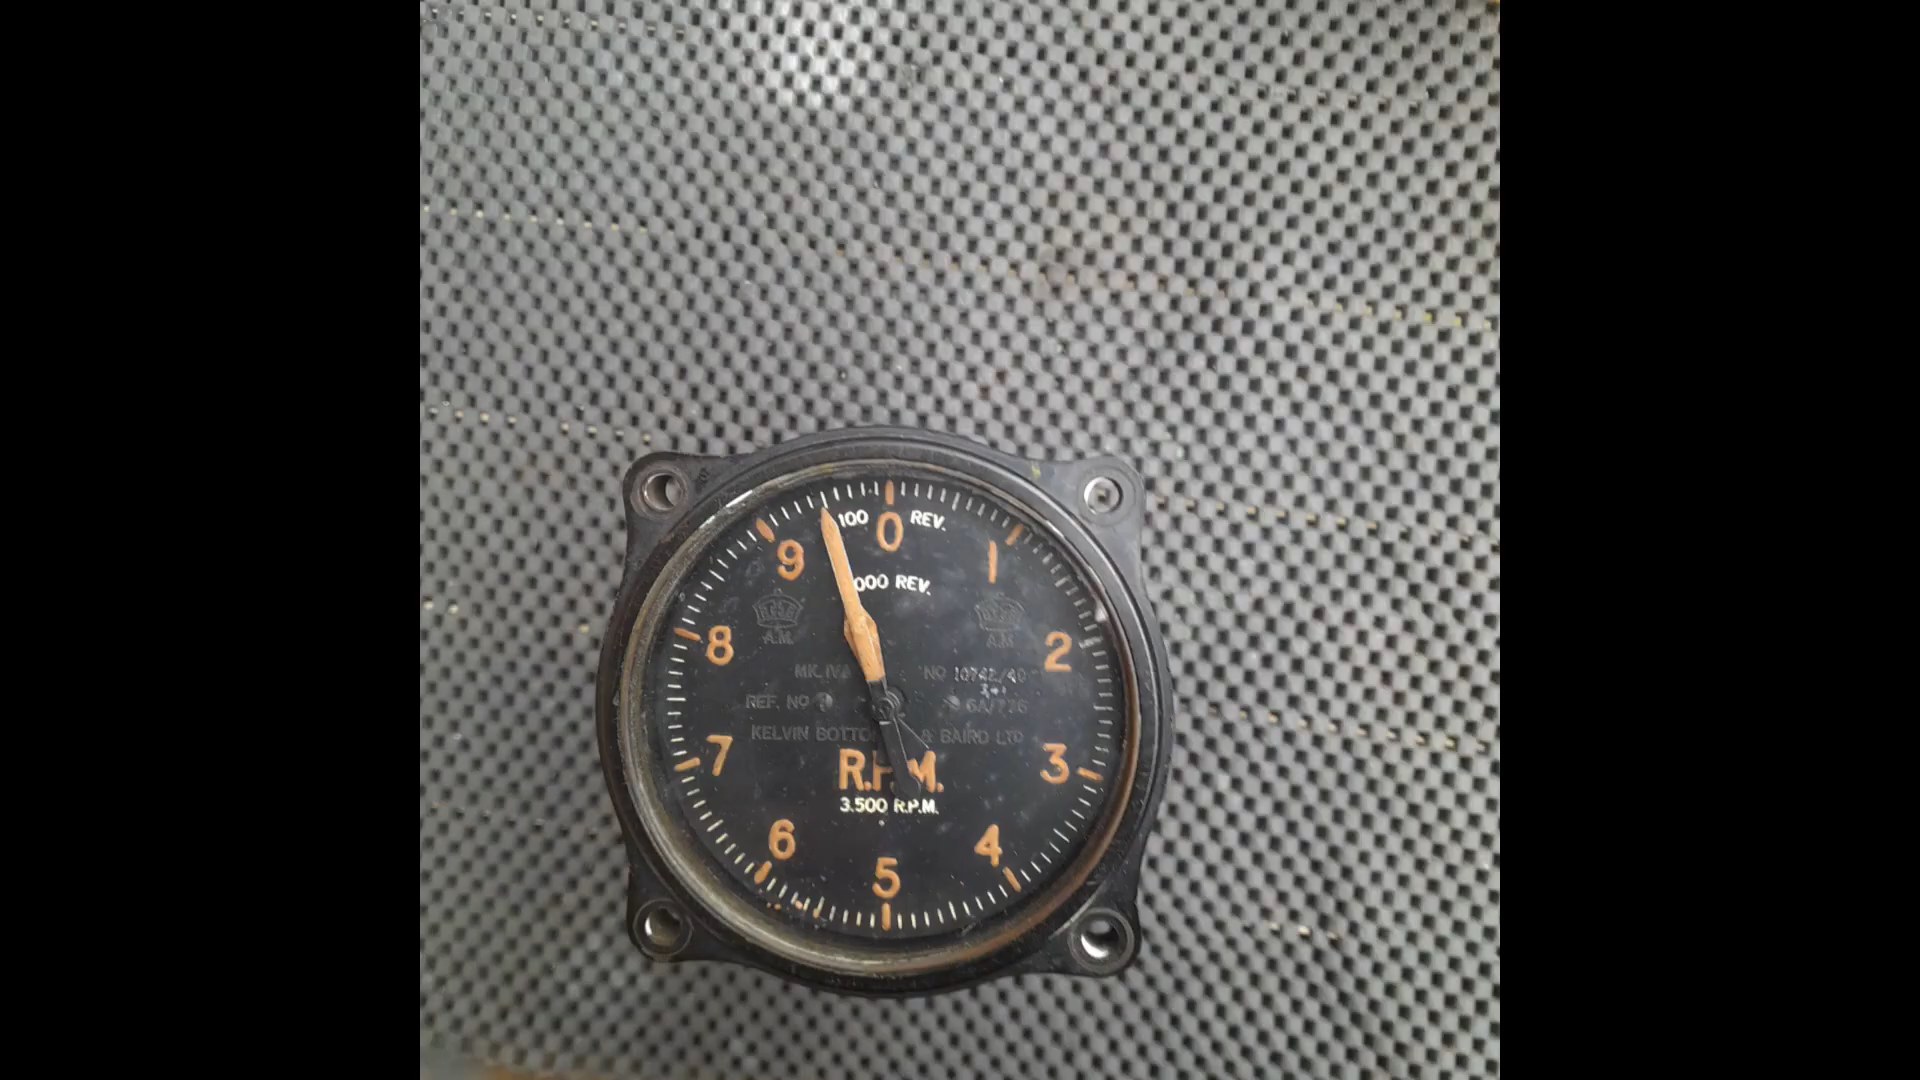 100 0 REV.
9 1
000 REV.
A.M. A.M.
8 2
MK. IVA NO 10742/40
REF. NO 6A/726
KELVIN BOTTO & BAIRD LTD
7 3
R.P.M.
3.500 R.P.M.
6 4
5